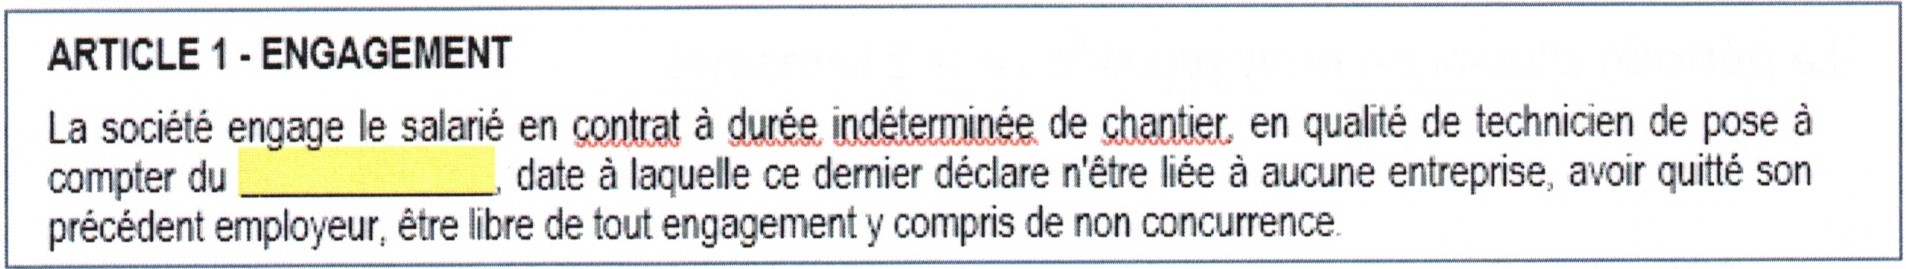 ARTICLE 1 - ENGAGEMENT
La société engage le salarié en contrat à durée indéterminée de chantier, en qualité de technicien de pose à
compter du ____________, date à laquelle ce dernier déclare n'être liée à aucune entreprise, avoir quitté son
précédent employeur, être libre de tout engagement y compris de non concurrence.